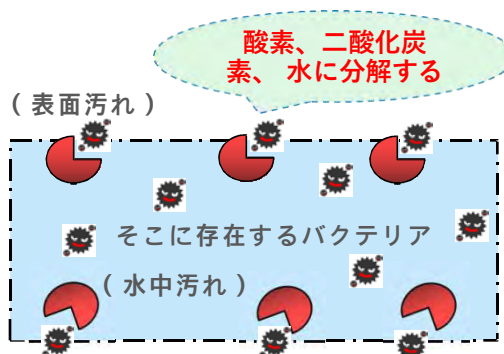 酸素、二酸化炭
素、 水に分解する
( 表面汚れ )
そこに存在するバクテリア
( 水中汚れ )